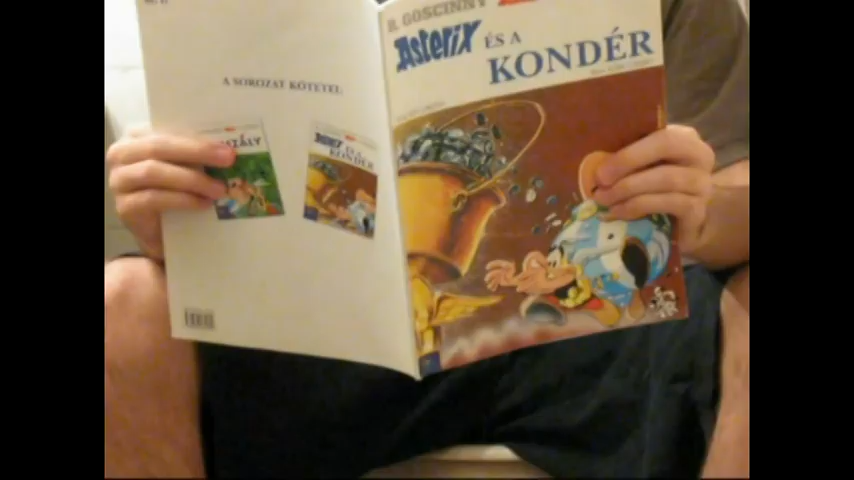 A SOROZAT KÖTETEI:
R. GOSCINNY
Asterix ÉS A
KONDÉR
Asterix ÉS A
KONDÉR